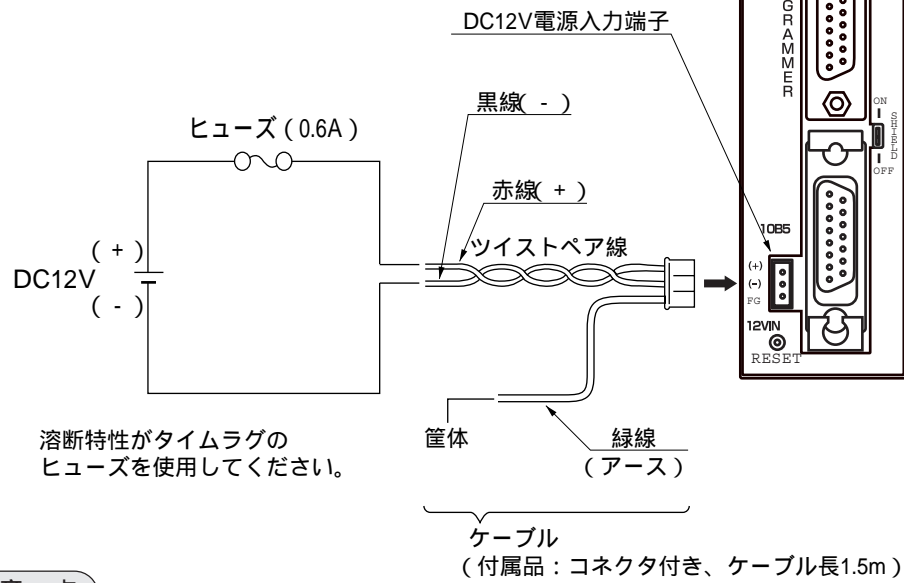 DC12V電源入力端子
GRAMMER
黒線( - )
ヒューズ ( 0.6A )
ON
SHIELD
OFF
赤線( + )
ツイストペア線
10B5
( + )
DC12V
( - )
(+)
(-)
FG
12VIN
RESET
溶断特性がタイムラグの
ヒューズを使用してください。
筐体
緑線
( アース )
ケーブル
( 付属品：コネクタ付き、ケーブル長1.5m )